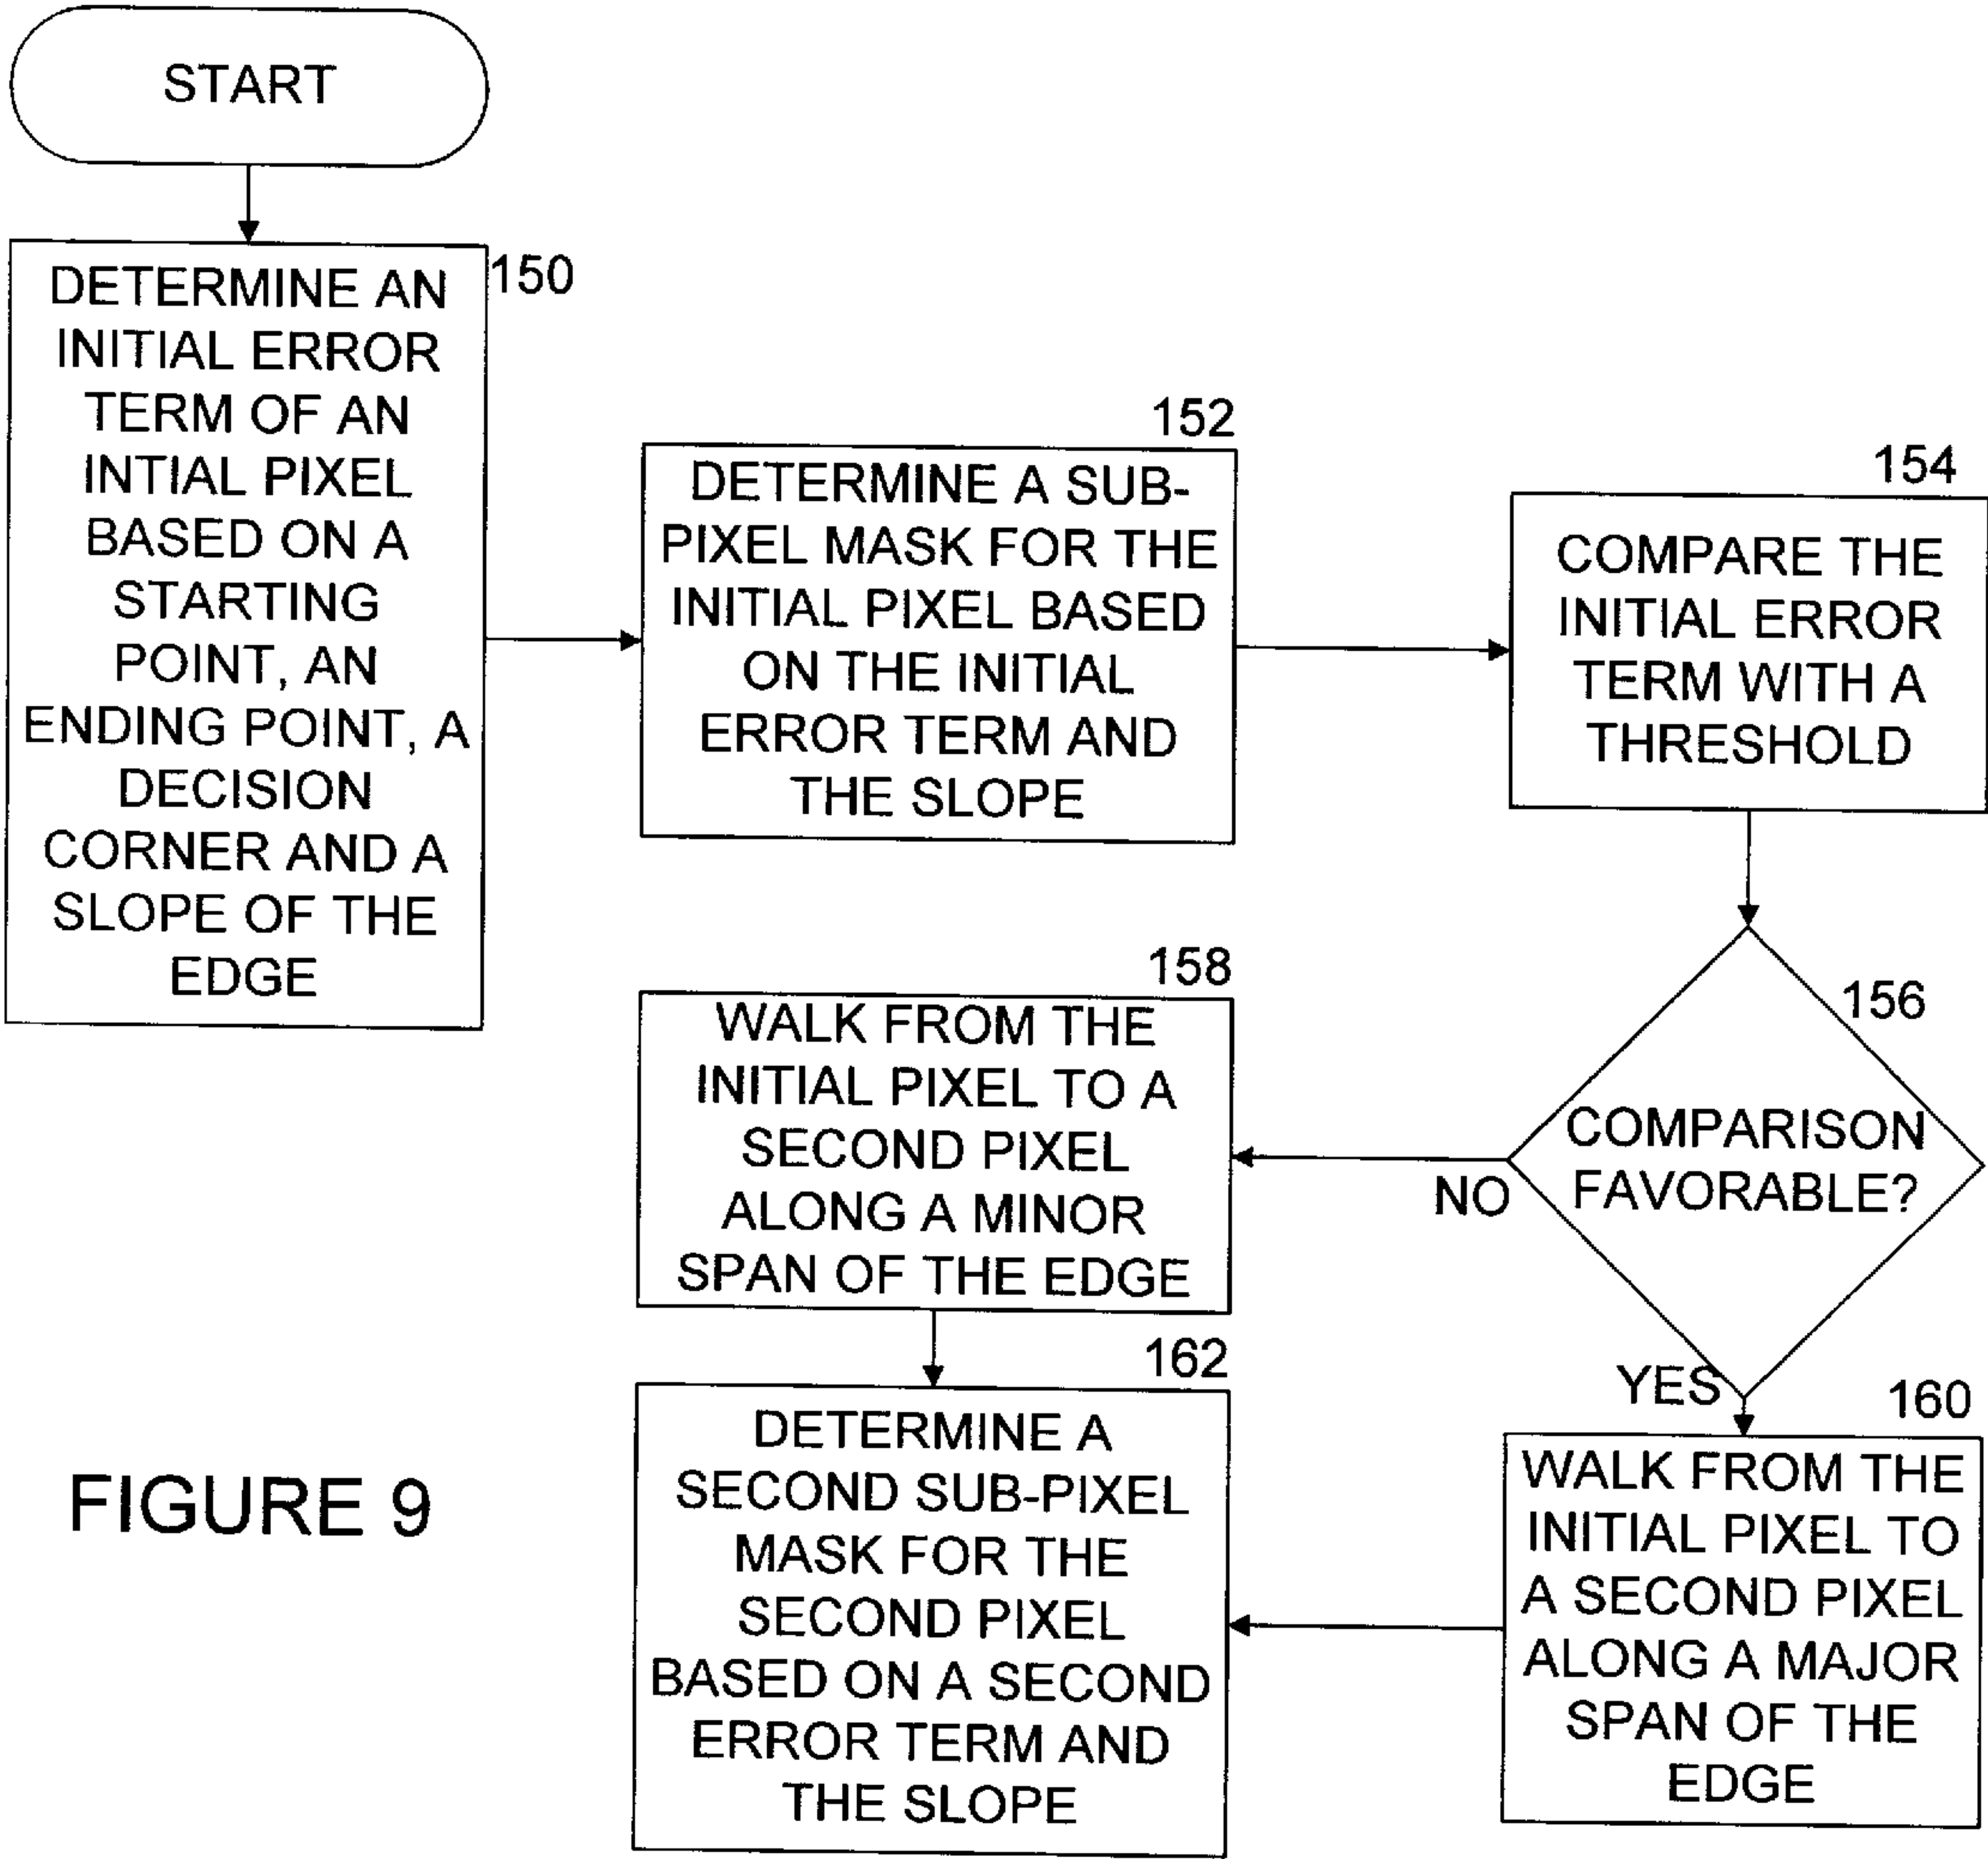 START
150
DETERMINE AN
INITIAL ERROR
TERM OF AN
INTIAL PIXEL
BASED ON A
STARTING
POINT, AN
ENDING POINT, A
DECISION
CORNER AND A
SLOPE OF THE
EDGE
152
DETERMINE A SUB-
PIXEL MASK FOR THE
INITIAL PIXEL BASED
ON THE INITIAL
ERROR TERM AND
THE SLOPE
154
COMPARE THE
INITIAL ERROR
TERM WITH A
THRESHOLD
156
COMPARISON
FAVORABLE?
NO
YES
158
WALK FROM THE
INITIAL PIXEL TO A
SECOND PIXEL
ALONG A MINOR
SPAN OF THE EDGE
160
WALK FROM THE
INITIAL PIXEL TO
A SECOND PIXEL
ALONG A MAJOR
SPAN OF THE
EDGE
162
DETERMINE A
SECOND SUB-PIXEL
MASK FOR THE
SECOND PIXEL
BASED ON A SECOND
ERROR TERM AND
THE SLOPE
FIGURE 9